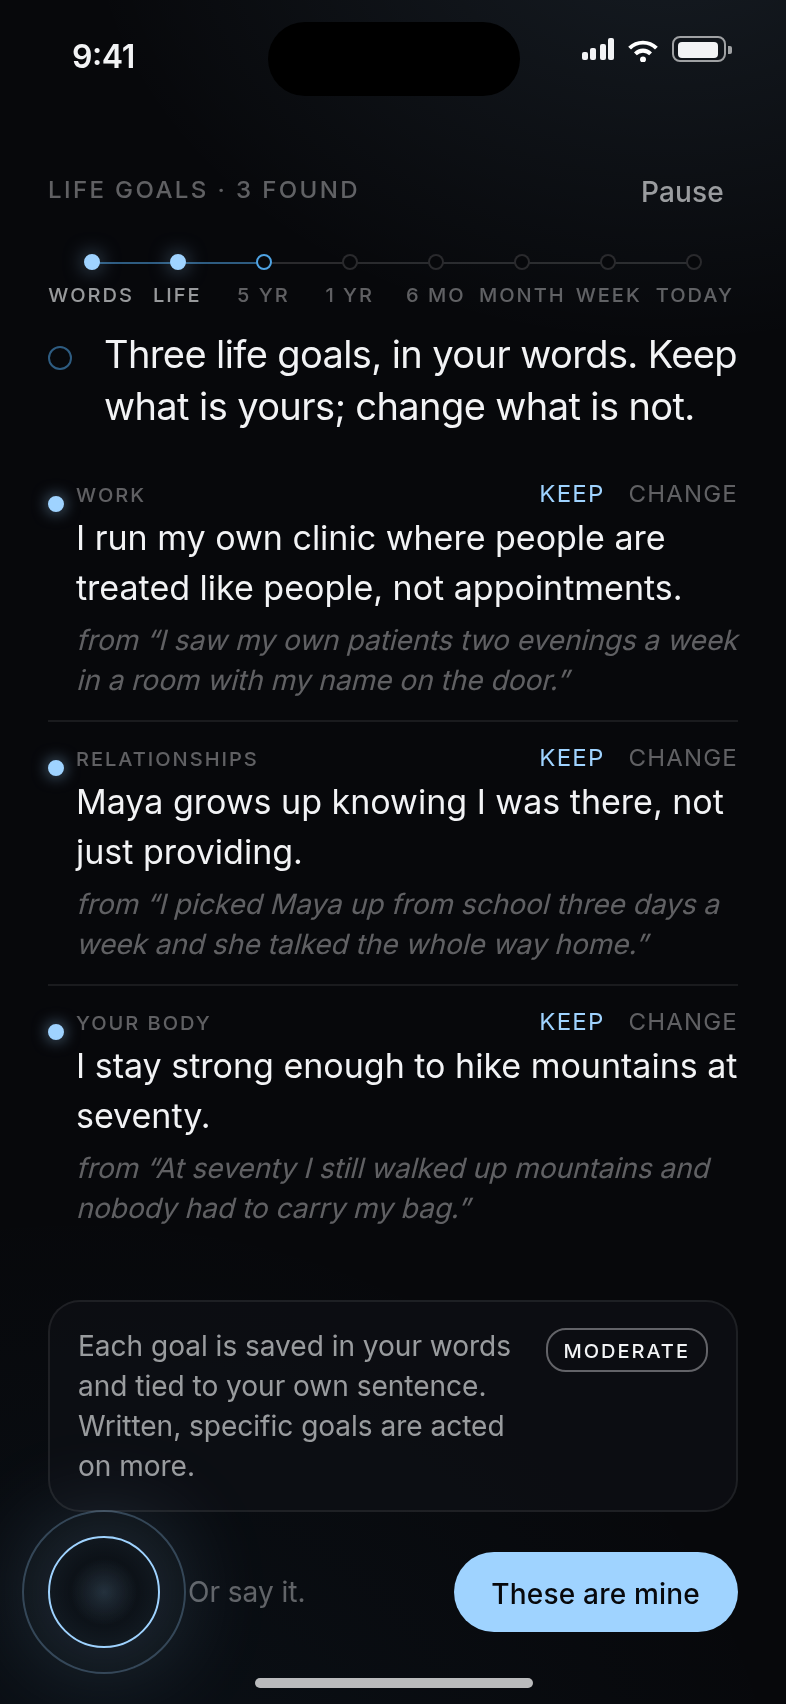 9:41
LIFE GOALS · 3 FOUND
Pause
WORDS LIFE 5 YR 1 YR 6 MO MONTH WEEK TODAY
Three life goals, in your words. Keep
what is yours; change what is not.
WORK KEEP CHANGE
I run my own clinic where people are
treated like people, not appointments.
from “I saw my own patients two evenings a week
in a room with my name on the door.”
RELATIONSHIPS KEEP CHANGE
Maya grows up knowing I was there, not
just providing.
from “I picked Maya up from school three days a
week and she talked the whole way home.”
YOUR BODY KEEP CHANGE
I stay strong enough to hike mountains at
seventy.
from “At seventy I still walked up mountains and
nobody had to carry my bag.”
Each goal is saved in your words
and tied to your own sentence.
Written, specific goals are acted
on more.
MODERATE
Or say it.
These are mine